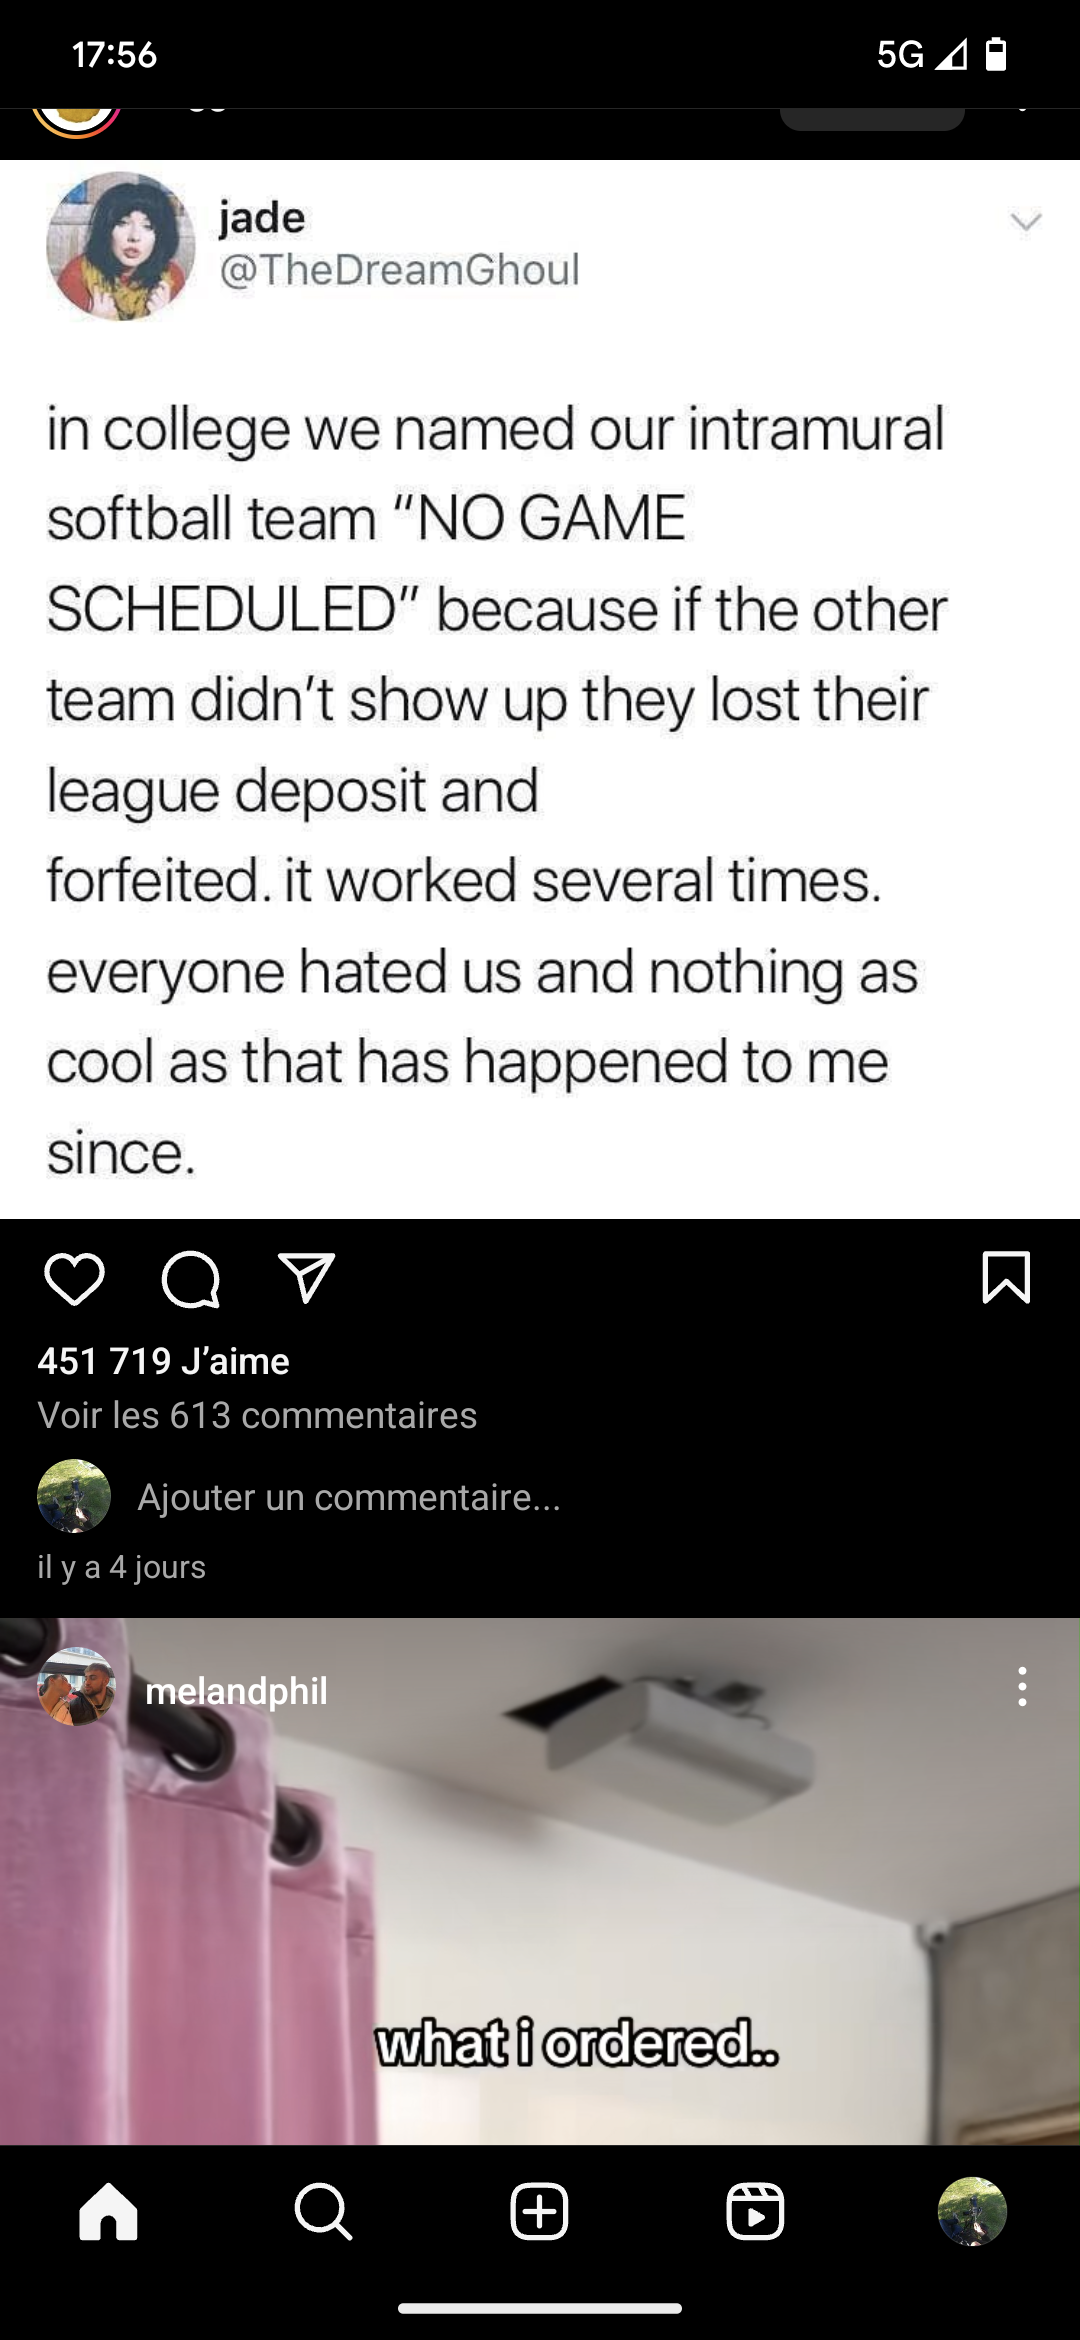 17:56
5G
jade
@TheDreamGhoul
in college we named our intramural
softball team “NO GAME
SCHEDULED” because if the other
team didn’t show up they lost their
league deposit and
forfeited. it worked several times.
everyone hated us and nothing as
cool as that has happened to me
since.
451 719 J’aime
Voir les 613 commentaires
Ajouter un commentaire...
il y a 4 jours
melandphil
what i ordered..